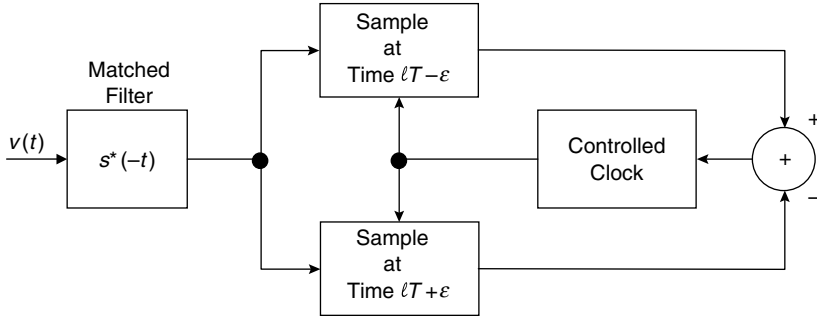 Sample
at
Time ℓT−ε
Matched
Filter
v(t)
s*(−t)
Controlled
Clock
+
+
−
Sample
at
Time ℓT+ε